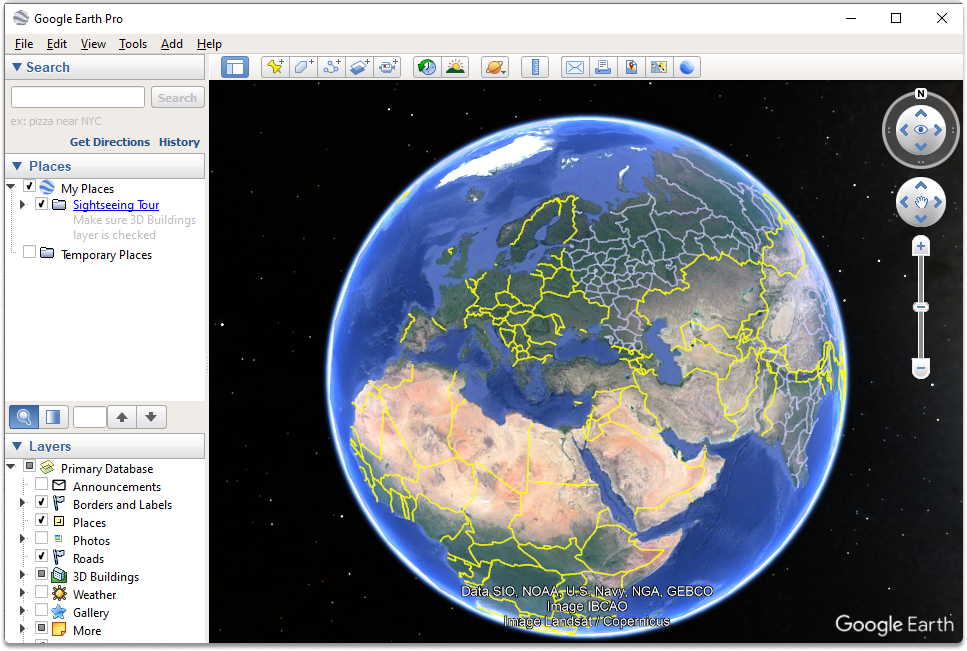 Google Earth Pro
File Edit View Tools Add Help
Search
Search
ex: pizza near NYC
Get Directions History
Places
My Places
Sightseeing Tour
Make sure 3D Buildings
layer is checked
Temporary Places
Layers
Primary Database
Announcements
Borders and Labels
Places
Photos
Roads
3D Buildings
Weather
Gallery
More
N
Data SIO, NOAA, U.S. Navy, NGA, GEBCO
Image IBCAO
Image Landsat / Copernicus
Google Earth